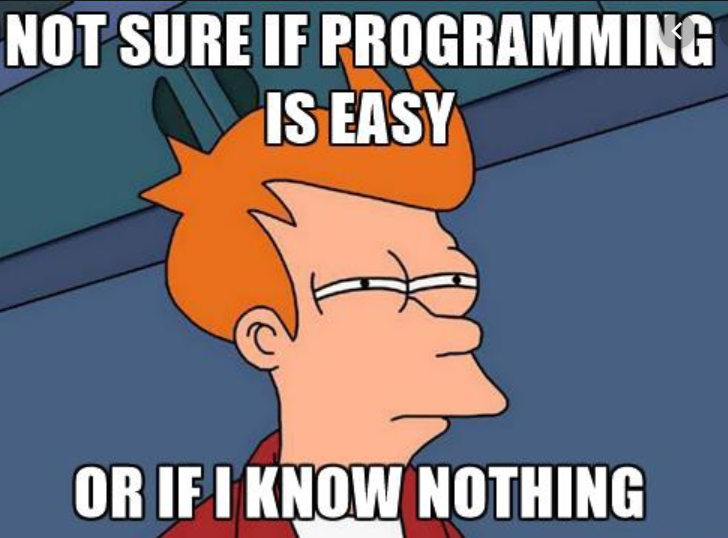 NOT SURE IF PROGRAMMING
IS EASY
OR IF I KNOW NOTHING